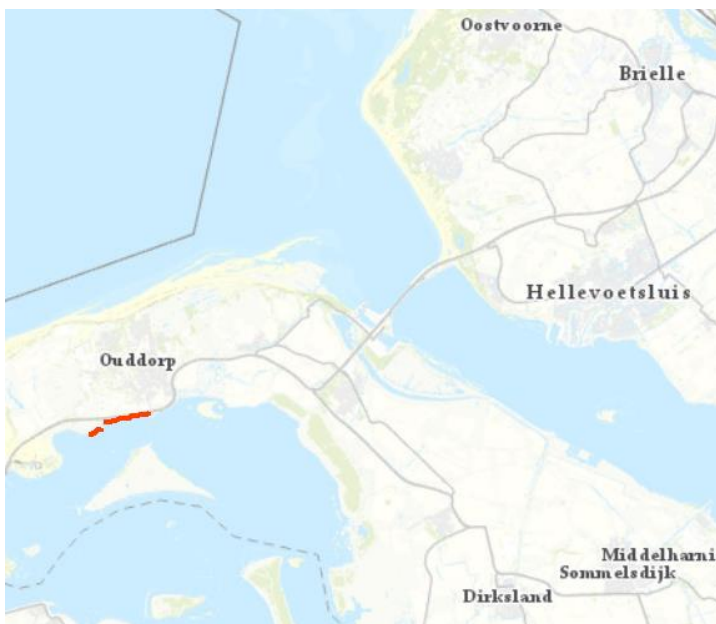 Oostvoorne
Brielle
Hellevoetsluis
Ouddorp
Middelharni
Sommelsdijk
Dirksland